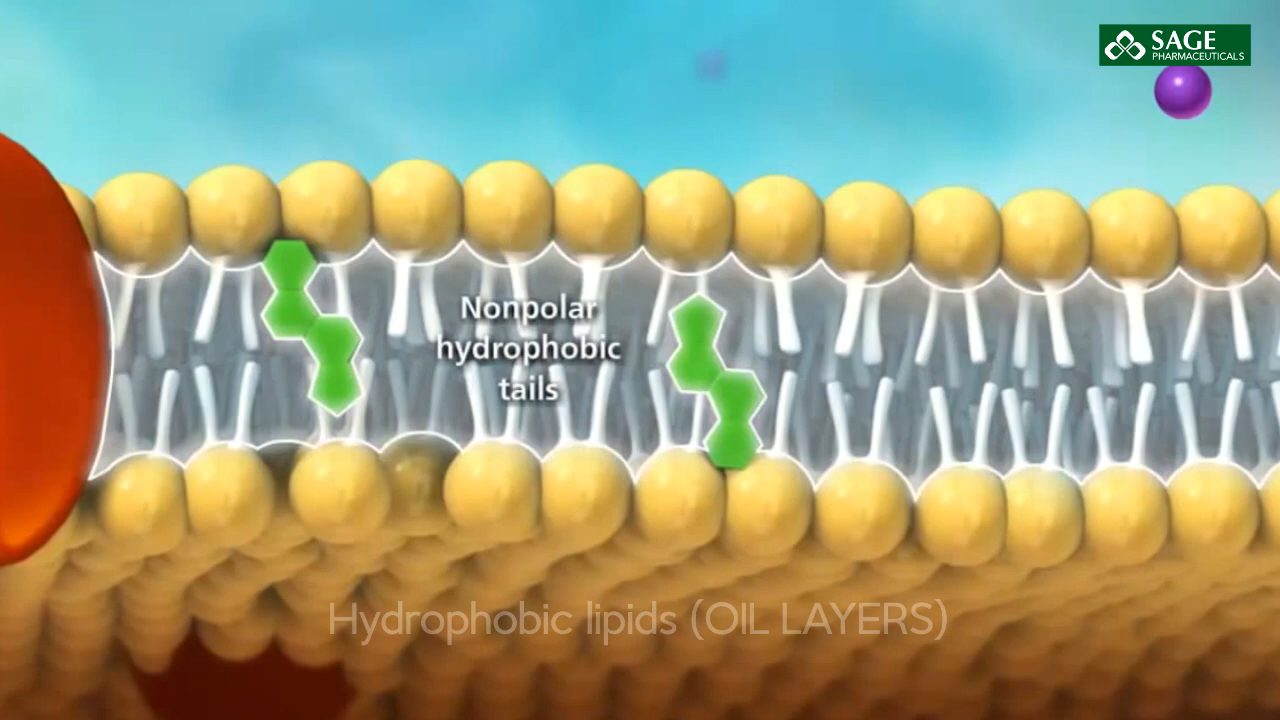 SAGE
PHARMACEUTICALS
Nonpolar
hydrophobic
tails
Hydrophobic lipids (OIL LAYERS)